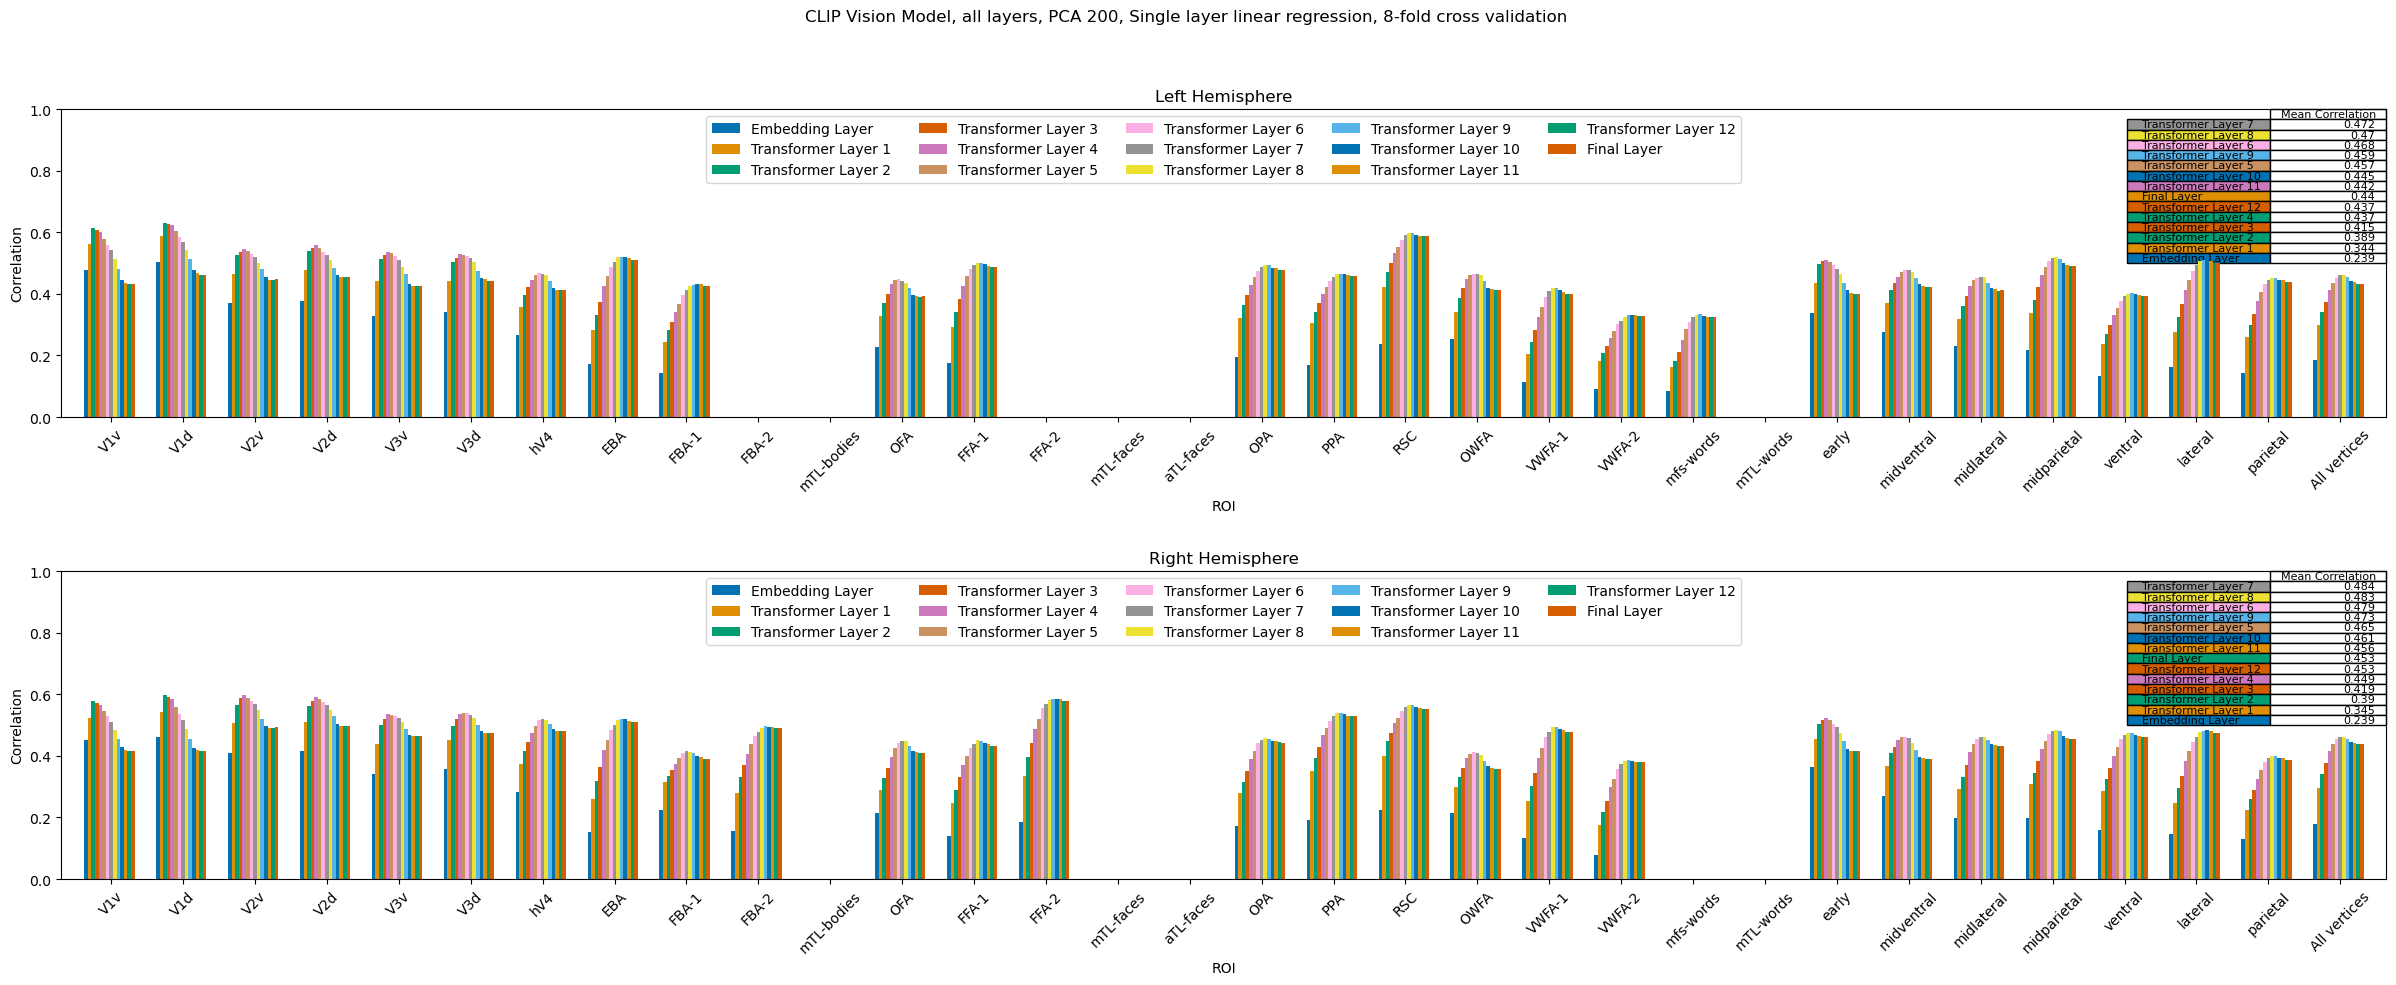 CLIP Vision Model, all layers, PCA 200, Single layer linear regression, 8-fold cross validation
Left Hemisphere
1.0
0.8
0.6
0.4
0.2
0.0
Correlation
Embedding Layer
Transformer Layer 1
Transformer Layer 2
Transformer Layer 3
Transformer Layer 4
Transformer Layer 5
Transformer Layer 6
Transformer Layer 7
Transformer Layer 8
Transformer Layer 9
Transformer Layer 10
Transformer Layer 11
Transformer Layer 12
Final Layer
Mean Correlation
Transformer Layer 7 0.472
Transformer Layer 8 0.47
Transformer Layer 6 0.468
Transformer Layer 9 0.459
Transformer Layer 5 0.457
Transformer Layer 10 0.445
Transformer Layer 11 0.442
Final Layer 0.44
Transformer Layer 12 0.437
Transformer Layer 4 0.437
Transformer Layer 3 0.415
Transformer Layer 2 0.389
Transformer Layer 1 0.344
Embedding Layer 0.239
V1v
V1d
V2v
V2d
V3v
V3d
hV4
EBA
FBA-1
FBA-2
mTL-bodies
OFA
FFA-1
FFA-2
mTL-faces
aTL-faces
OPA
PPA
RSC
OWFA
VWFA-1
VWFA-2
mfs-words
mTL-words
early
midventral
midlateral
midparietal
ventral
lateral
parietal
All vertices
ROI
Right Hemisphere
1.0
0.8
0.6
0.4
0.2
0.0
Correlation
Embedding Layer
Transformer Layer 1
Transformer Layer 2
Transformer Layer 3
Transformer Layer 4
Transformer Layer 5
Transformer Layer 6
Transformer Layer 7
Transformer Layer 8
Transformer Layer 9
Transformer Layer 10
Transformer Layer 11
Transformer Layer 12
Final Layer
Mean Correlation
Transformer Layer 7 0.484
Transformer Layer 8 0.483
Transformer Layer 6 0.479
Transformer Layer 9 0.473
Transformer Layer 5 0.465
Transformer Layer 10 0.461
Transformer Layer 11 0.456
Final Layer 0.453
Transformer Layer 12 0.453
Transformer Layer 4 0.449
Transformer Layer 3 0.419
Transformer Layer 2 0.39
Transformer Layer 1 0.345
Embedding Layer 0.239
V1v
V1d
V2v
V2d
V3v
V3d
hV4
EBA
FBA-1
FBA-2
mTL-bodies
OFA
FFA-1
FFA-2
mTL-faces
aTL-faces
OPA
PPA
RSC
OWFA
VWFA-1
VWFA-2
mfs-words
mTL-words
early
midventral
midlateral
midparietal
ventral
lateral
parietal
All vertices
ROI